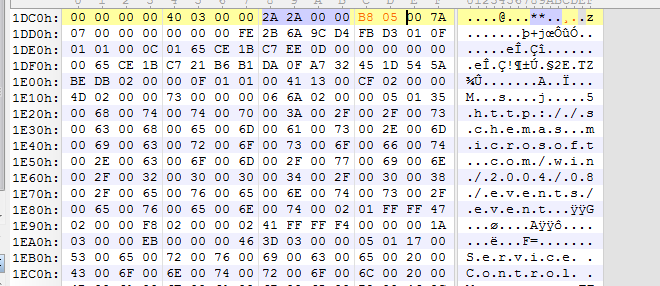 0 1 2 3 4 5 6 7 8 9 A B C D E F 0123456789ABCDEF
1DC0h: 00 00 00 00 40 03 00 00 2A 2A 00 00 B8 05 00 7A ....@...**..¸..z
1DD0h: 07 00 00 00 00 00 FE 2B 6A 9C D4 FB D3 01 0F ......þ+jœÔûÓ..
1DE0h: 01 01 00 0C 01 65 CE 1B C7 EE 0D 00 00 00 00 .....eÎ.Çî.....
1DF0h: 00 65 CE 1B C7 21 B6 B1 DA 0F A7 32 45 1D 54 5A .eÎ.Ç!¶±Ú.§2E.TZ
1E00h: BE DB 02 00 00 0F 01 01 00 41 13 00 CF 02 00 00 ¾Û.......A..Ï...
1E10h: 4D 02 00 00 73 00 00 00 06 6A 02 00 00 05 01 35 M...s....j.....5
1E20h: 00 68 00 74 00 74 00 70 00 3A 00 2F 00 2F 00 73 .h.t.t.p.:././.s
1E30h: 00 63 00 68 00 65 00 6D 00 61 00 73 00 2E 00 6D .c.h.e.m.a.s...m
1E40h: 00 69 00 63 00 72 00 6F 00 73 00 6F 00 66 00 74 .i.c.r.o.s.o.f.t
1E50h: 00 2E 00 63 00 6F 00 6D 00 2F 00 77 00 69 00 6E ...c.o.m./.w.i.n
1E60h: 00 2F 00 32 00 30 00 30 00 34 00 2F 00 30 00 38 ./.2.0.0.4./.0.8
1E70h: 00 2F 00 65 00 76 00 65 00 6E 00 74 00 73 00 2F ./.e.v.e.n.t.s./
1E80h: 00 65 00 76 00 65 00 6E 00 74 00 02 01 FF FF 47 .e.v.e.n.t...ÿÿG
1E90h: 02 00 00 F8 02 00 00 02 41 FF FF F4 00 00 00 1A ...ø....Aÿÿô....
1EA0h: 03 00 00 EB 00 00 00 46 3D 03 00 00 05 01 17 00 ...ë...F=.......
1EB0h: 53 00 65 00 72 00 76 00 69 00 63 00 65 00 20 00 S.e.r.v.i.c.e. .
1EC0h: 43 00 6F 00 6E 00 74 00 72 00 6F 00 6C 00 20 00 C.o.n.t.r.o.l. .